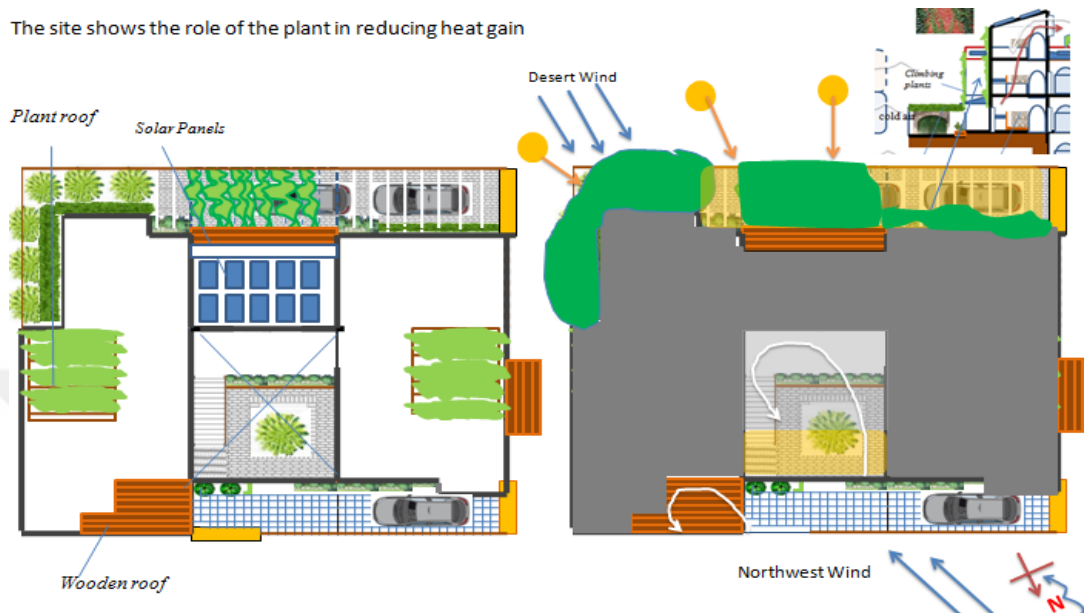 The site shows the role of the plant in reducing heat gain
Desert Wind
Climbing
plants
cold air
Plant roof
Solar Panels
Wooden roof
Northwest Wind
N